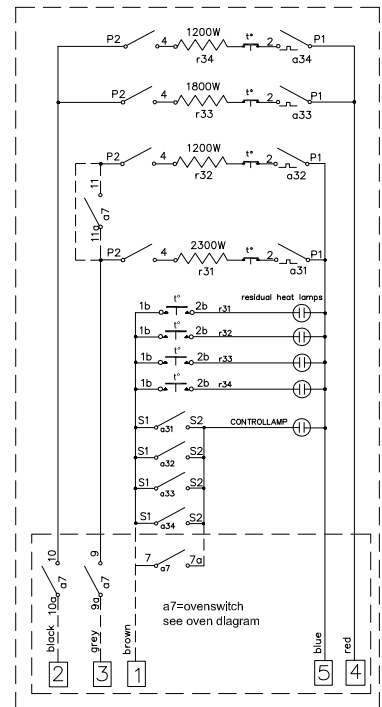 1200W
P2 4 r34 t° 2 a34 P1
1800W
P2 4 r33 t° 2 a33 P1
1200W
P2 4 r32 t° 2 a32 P1
11
a7
11a
2300W
P2 4 r31 t° 2 a31 P1
residual heat lamps
1b t° 2b r31
1b t° 2b r32
1b t° 2b r33
1b t° 2b r34
S1 a31 S2 CONTROLLAMP
S1 a32 S2
S1 a33 S2
S1 a34 S2
7 a7 7a
10 a7 10a
9 a7 9a
a7=ovenswitch
see oven diagram
black grey brown blue red
2 3 1 5 4